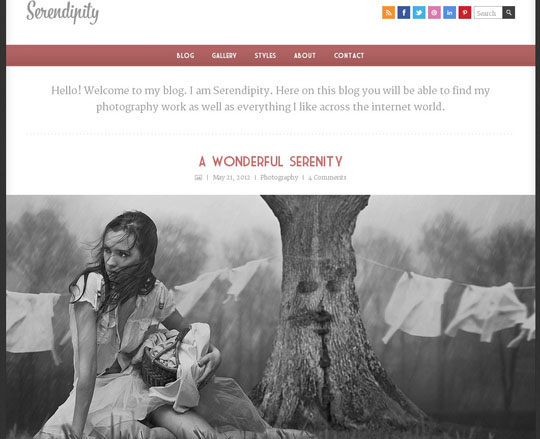 Serendipity
Search
BLOG GALLERY STYLES ABOUT CONTACT
Hello! Welcome to my blog. I am Serendipity. Here on this blog you will be able to find my
photography work as well as everything I like across the internet world.
A WONDERFUL SERENITY
| May 21, 2012 | Photography | 4 Comments